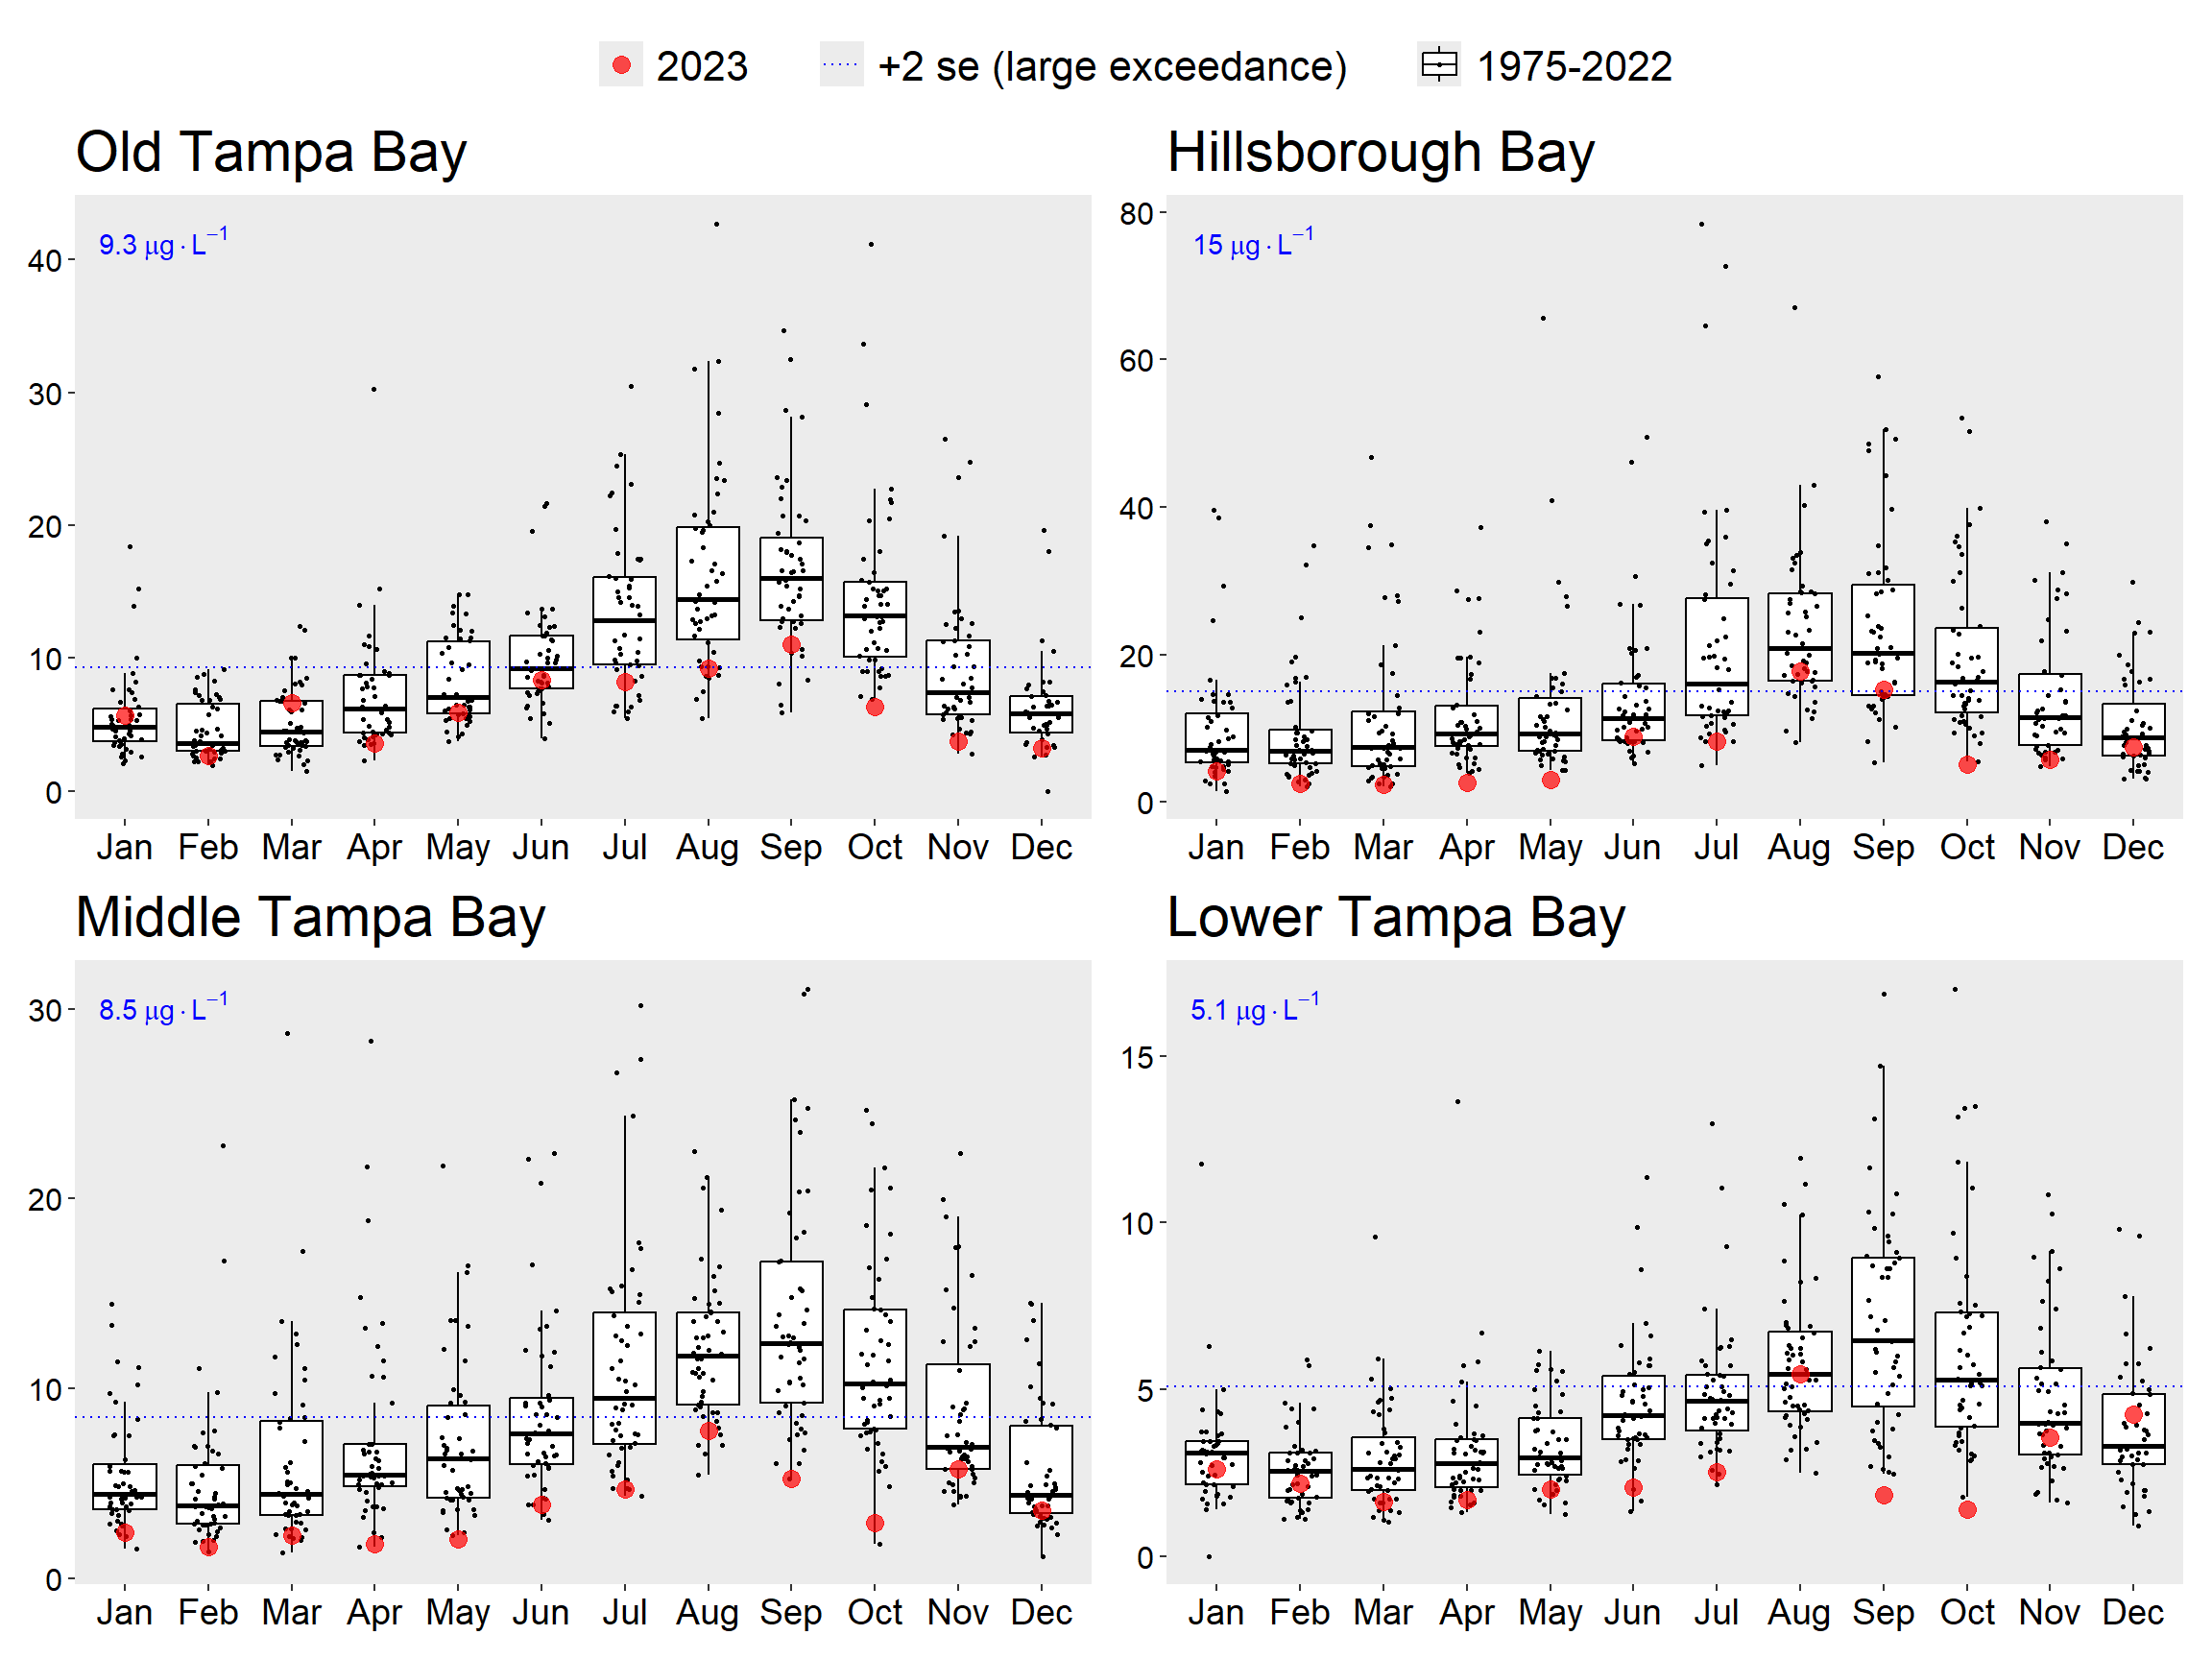 2023 +2 se (large exceedance) 1975-2022
Old Tampa Bay
9.3 μg·L⁻¹
40
30
20
10
0
Jan Feb Mar Apr May Jun Jul Aug Sep Oct Nov Dec
Hillsborough Bay
15 μg·L⁻¹
80
60
40
20
0
Jan Feb Mar Apr May Jun Jul Aug Sep Oct Nov Dec
Middle Tampa Bay
8.5 μg·L⁻¹
30
20
10
0
Jan Feb Mar Apr May Jun Jul Aug Sep Oct Nov Dec
Lower Tampa Bay
5.1 μg·L⁻¹
15
10
5
0
Jan Feb Mar Apr May Jun Jul Aug Sep Oct Nov Dec